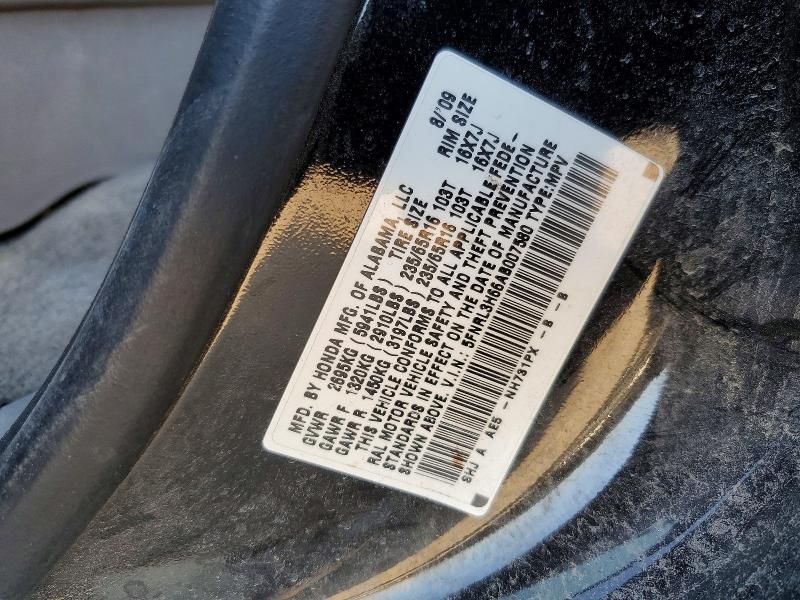 MFD. BY HONDA MFG. OF ALABAMA, LLC 8/'09
GVWR 2695KG (5941LBS) TIRE SIZE RIM SIZE
GAWR F 1320KG (2910LBS) 235/65R16 103T 16X7J
GAWR R 1450KG (3197LBS) 235/65R16 103T 16X7J
THIS VEHICLE CONFORMS TO ALL APPLICABLE FEDE-
RAL MOTOR VEHICLE SAFETY AND THEFT PREVENTION
STANDARDS IN EFFECT ON THE DATE OF MANUFACTURE
SHOWN ABOVE. V.I.N.: 5FNRL3H66AB007580 TYPE:MPV
SHJ A AE5 - NH731PX - B - B